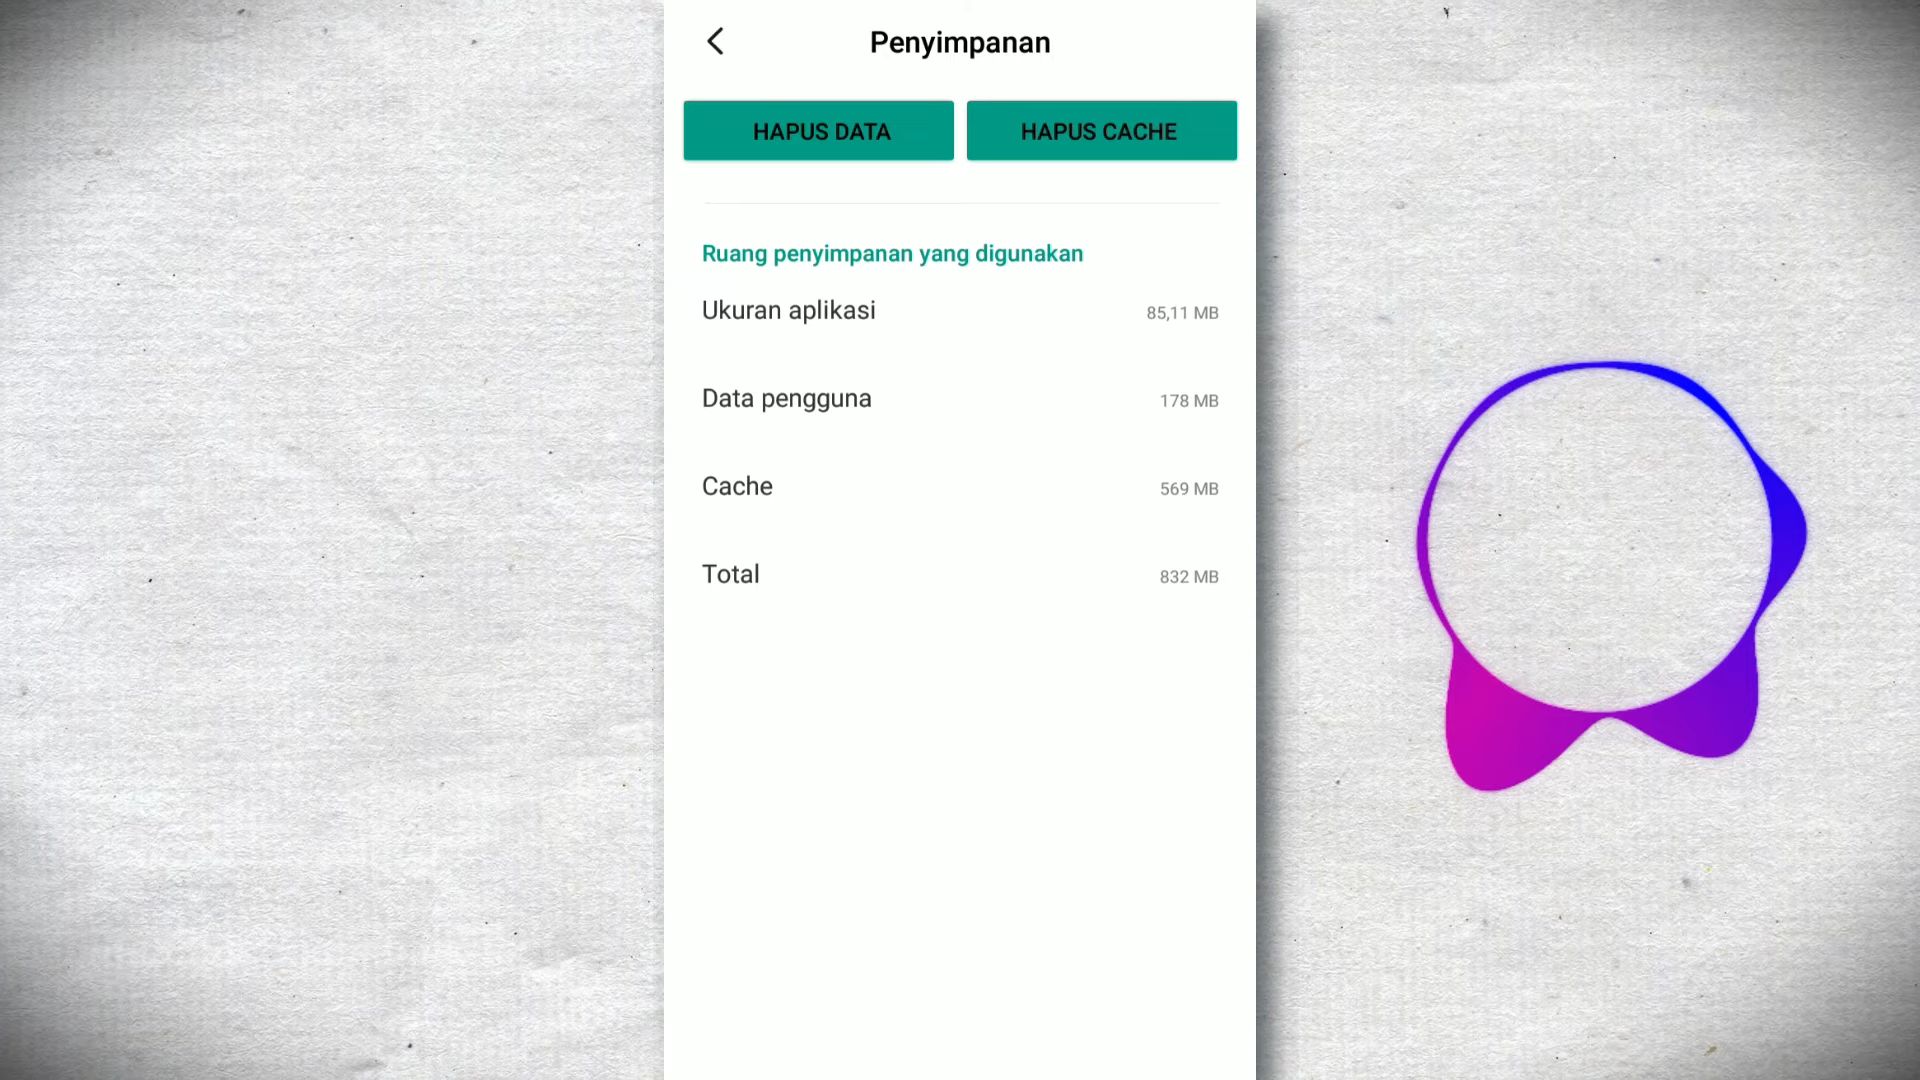 Penyimpanan
HAPUS DATA
HAPUS CACHE
Ruang penyimpanan yang digunakan
Ukuran aplikasi 85,11 MB
Data pengguna 178 MB
Cache 569 MB
Total 832 MB